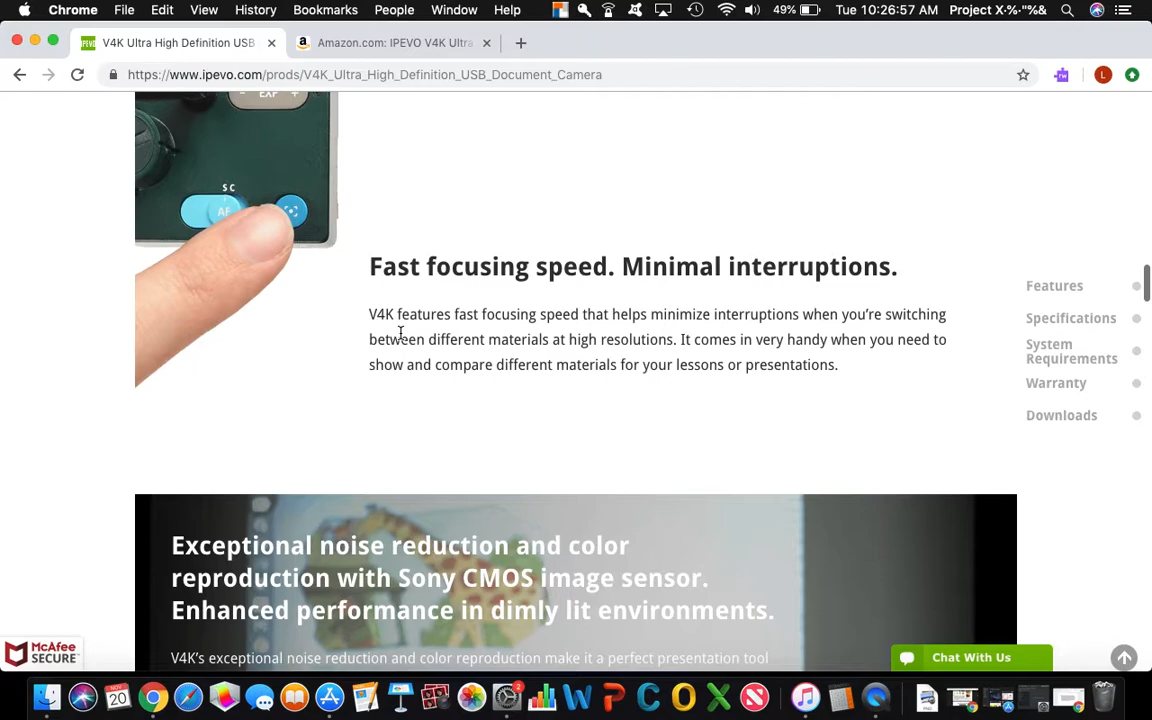 Chrome File Edit View History Bookmarks People Window Help 49% Tue 10:26:57 AM Project X·%·"%&
V4K Ultra High Definition USB Amazon.com: IPEVO V4K Ultra
https://www.ipevo.com/prods/V4K_Ultra_High_Definition_USB_Document_Camera L
- EXP +
S C
AF
Fast focusing speed. Minimal interruptions.
V4K features fast focusing speed that helps minimize interruptions when you're switching
between different materials at high resolutions. It comes in very handy when you need to
show and compare different materials for your lessons or presentations.
Features
Specifications
System
Requirements
Warranty
Downloads
Exceptional noise reduction and color
reproduction with Sony CMOS image sensor.
Enhanced performance in dimly lit environments.
V4K's exceptional noise reduction and color reproduction make it a perfect presentation tool
McAfee
SECURE
Chat With Us
NOV
20
2